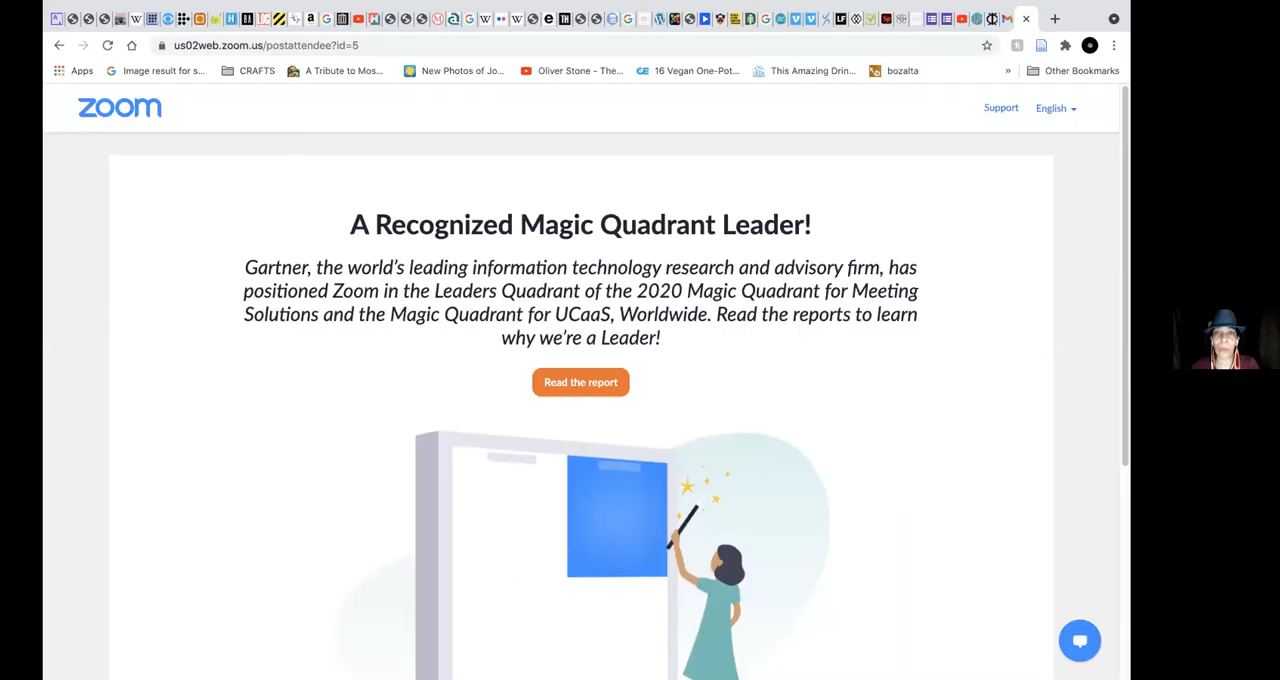 us02web.zoom.us/postattendee?id=5
Apps
Image result for s...
CRAFTS
A Tribute to Mos...
New Photos of Jo...
Oliver Stone - The...
16 Vegan One-Pot...
This Amazing Drin...
bozalta
»
Other Bookmarks
zoom
Support
English
A Recognized Magic Quadrant Leader!
Gartner, the world's leading information technology research and advisory firm, has
positioned Zoom in the Leaders Quadrant of the 2020 Magic Quadrant for Meeting
Solutions and the Magic Quadrant for UCaaS, Worldwide. Read the reports to learn
why we're a Leader!
Read the report